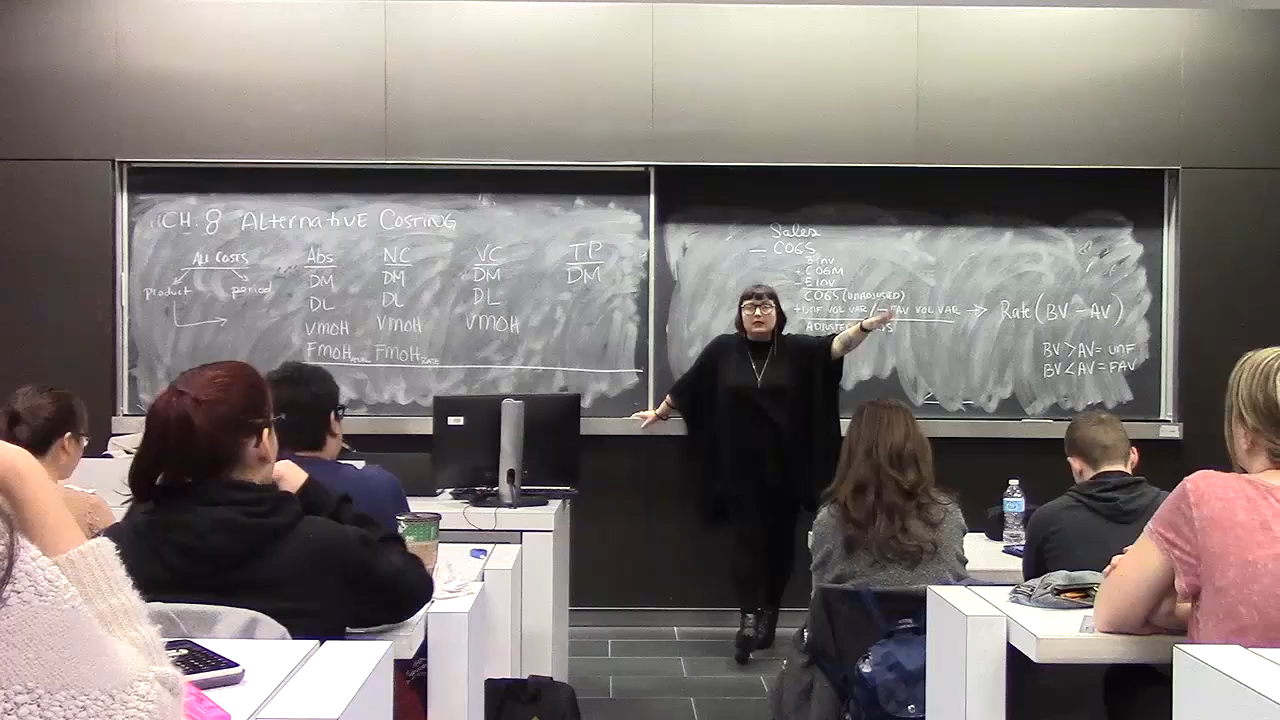 CH. 8 Alternative Costing
All Costs
product period
Abs NC VC TP
DM DM DM DM
DL DL DL
VMOH VMOH VMOH
FMOH FMOH RATE
Sales
- COGS
B Inv
+ COGM
- E Inv
COGS (UNADJUSTED)
+ UNF VOL VAR / - FAV VOL VAR → Rate (BV - AV)
BV > AV = UNF
BV < AV = FAV